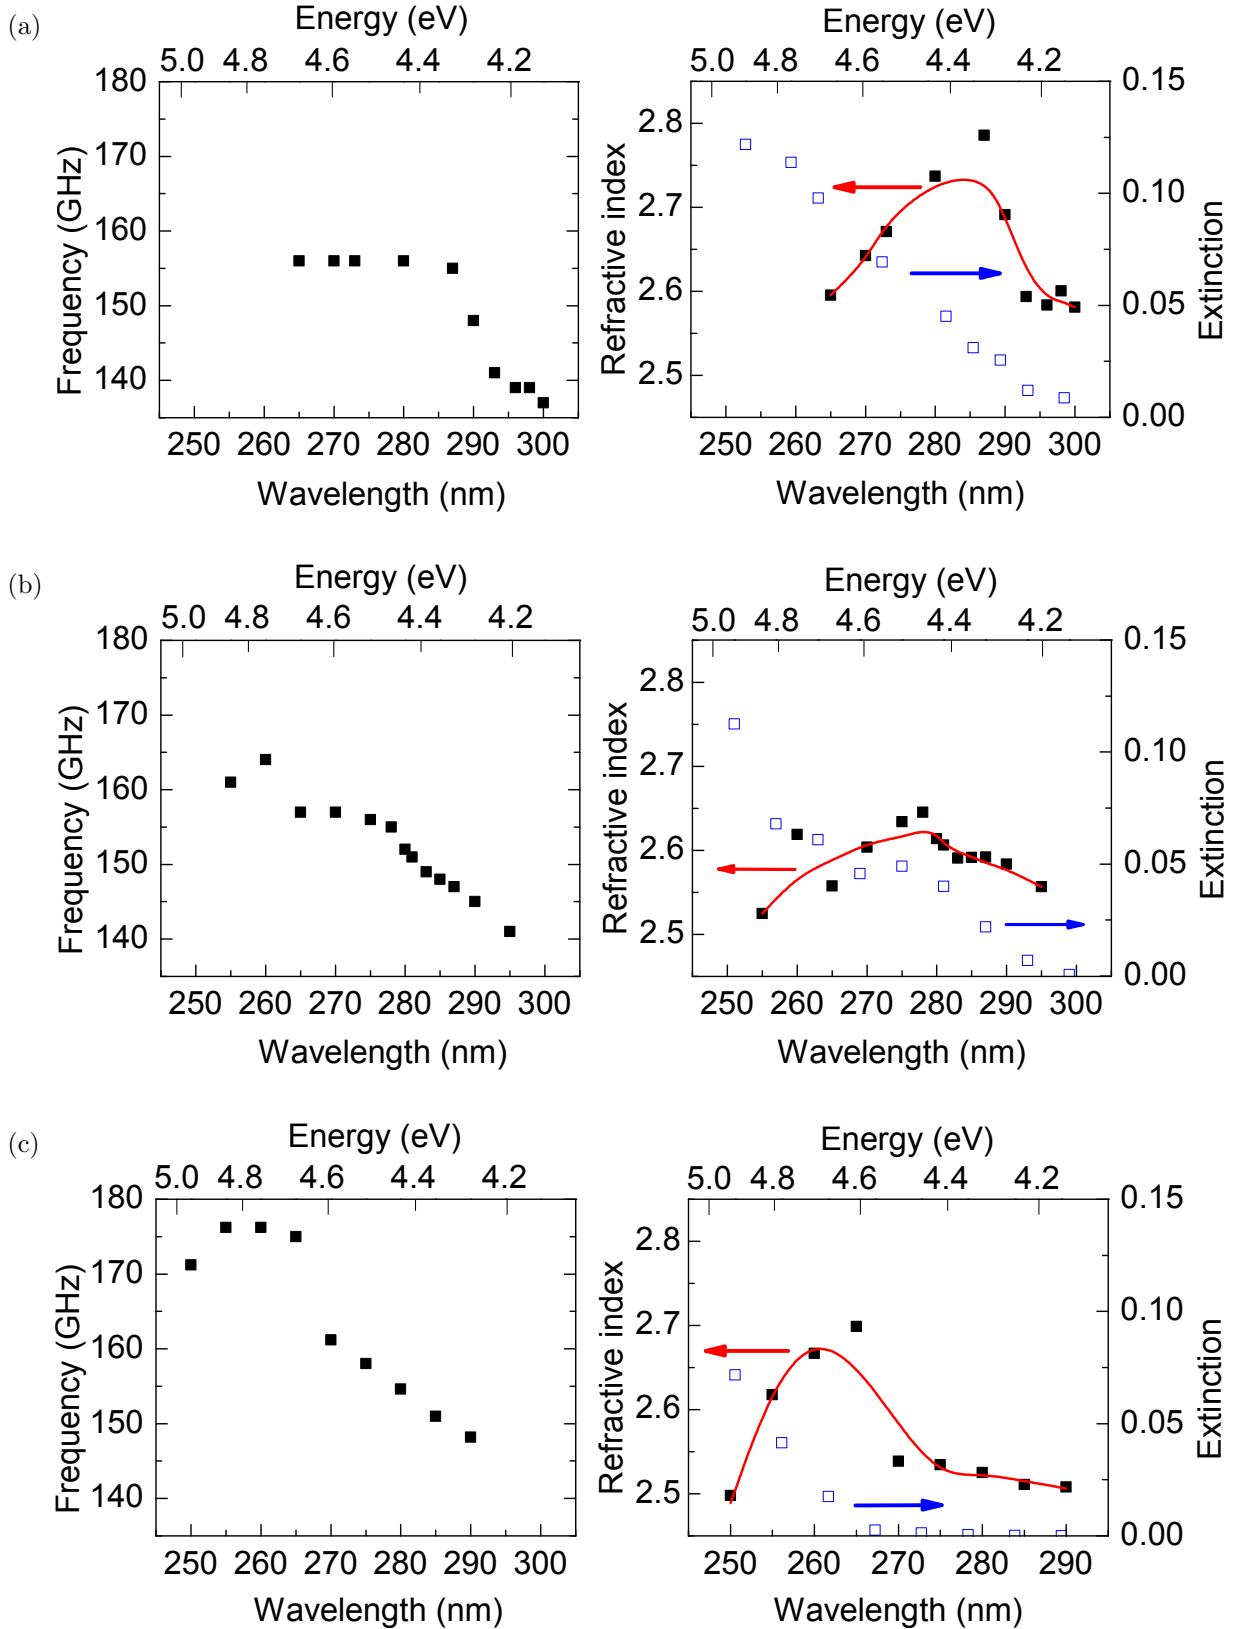 (a)
Energy (eV)
5.0 4.8 4.6 4.4 4.2
180
170
160
150
140
Frequency (GHz)
250 260 270 280 290 300
Wavelength (nm)
Energy (eV)
5.0 4.8 4.6 4.4 4.2
2.8
2.7
2.6
2.5
Refractive index
0.15
0.10
0.05
0.00
Extinction
250 260 270 280 290 300
Wavelength (nm)
(b)
Energy (eV)
5.0 4.8 4.6 4.4 4.2
180
170
160
150
140
Frequency (GHz)
250 260 270 280 290 300
Wavelength (nm)
Energy (eV)
5.0 4.8 4.6 4.4 4.2
2.8
2.7
2.6
2.5
Refractive index
0.15
0.10
0.05
0.00
Extinction
250 260 270 280 290 300
Wavelength (nm)
(c)
Energy (eV)
5.0 4.8 4.6 4.4 4.2
180
170
160
150
140
Frequency (GHz)
250 260 270 280 290 300
Wavelength (nm)
Energy (eV)
5.0 4.8 4.6 4.4 4.2
2.8
2.7
2.6
2.5
Refractive index
0.15
0.10
0.05
0.00
Extinction
250 260 270 280 290
Wavelength (nm)